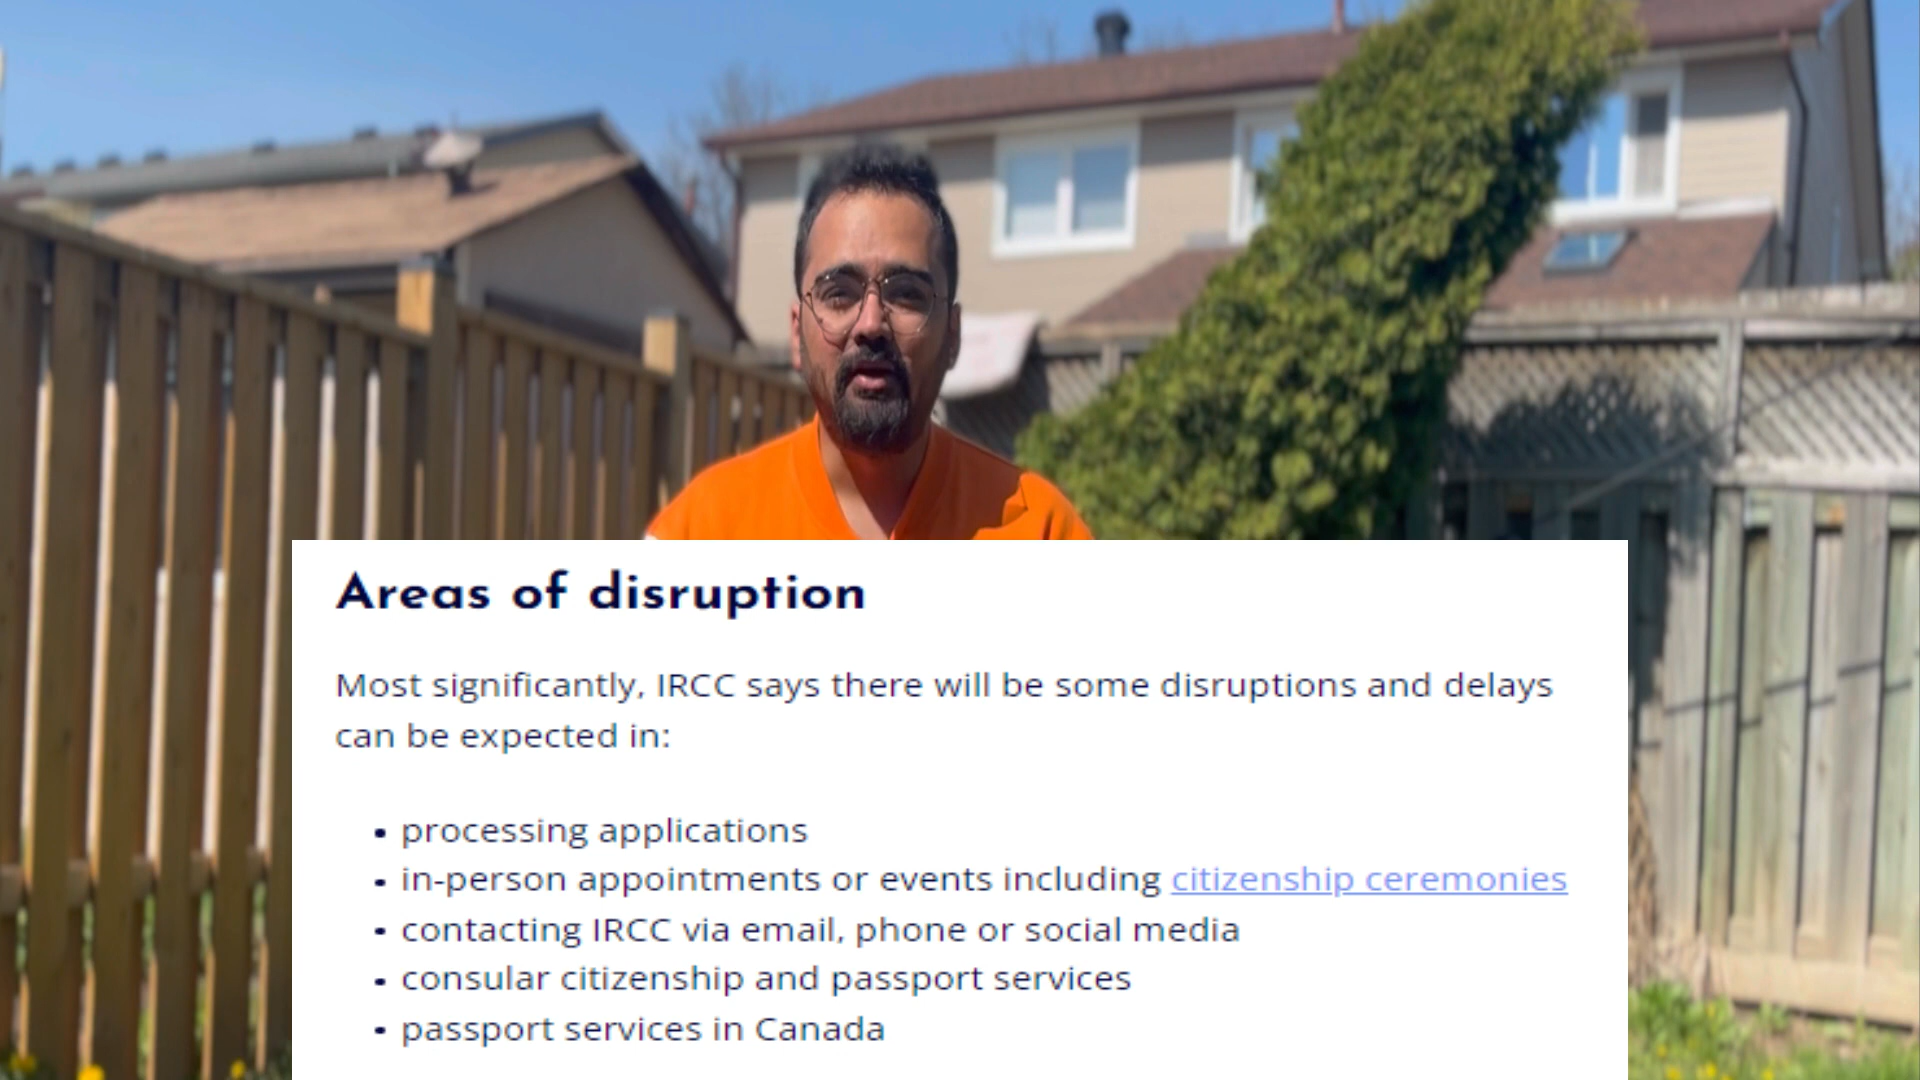 Areas of disruption
Most significantly, IRCC says there will be some disruptions and delays
can be expected in:
• processing applications
• in-person appointments or events including citizenship ceremonies
• contacting IRCC via email, phone or social media
• consular citizenship and passport services
• passport services in Canada